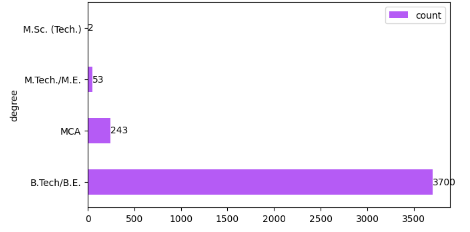 count
M.Sc. (Tech.) 2
M.Tech./M.E. 53
degree
MCA 243
B.Tech/B.E. 3700
0 500 1000 1500 2000 2500 3000 3500